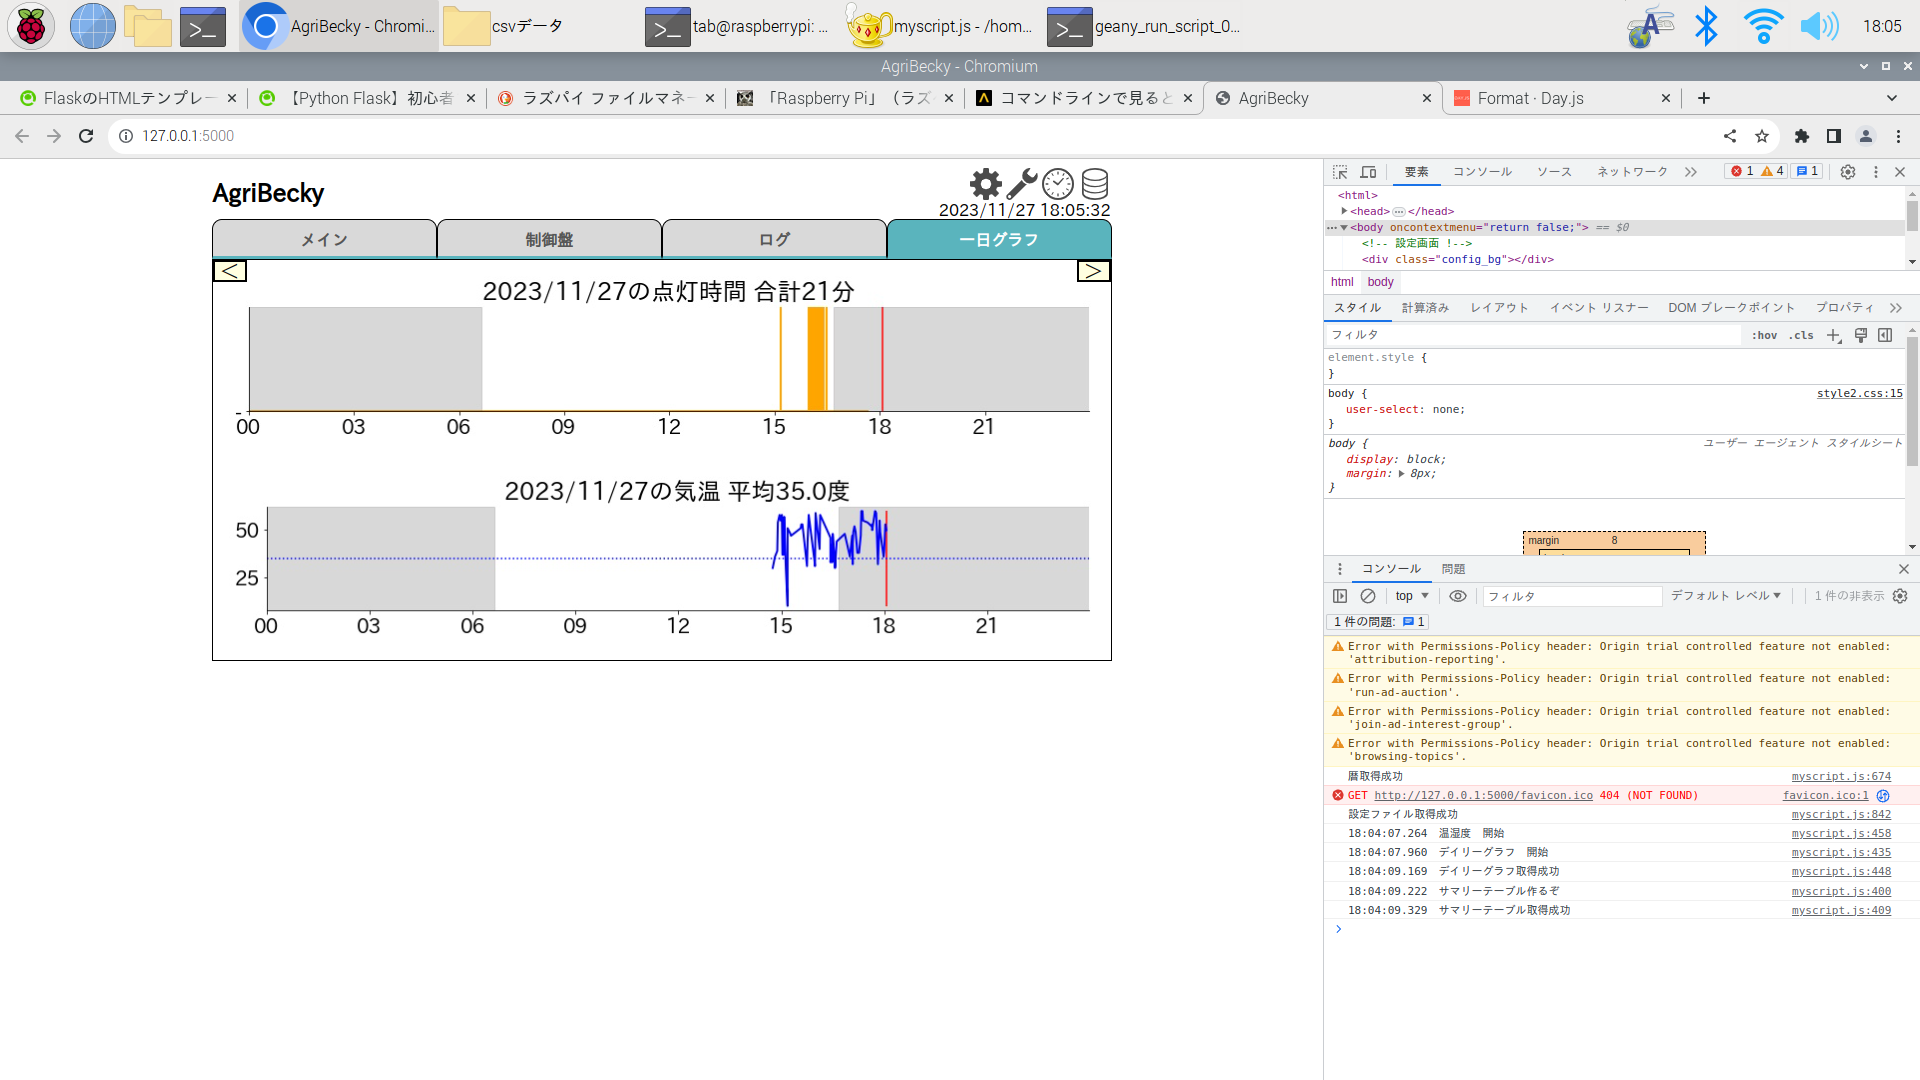 AgriBecky - Chromi...
csvデータ
tab@raspberrypi: ...
myscript.js - /hom...
geany_run_script_0...
18:05
AgriBecky - Chromium
FlaskのHTMLテンプレー
【Python Flask】初心者
ラズパイ ファイルマネー
「Raspberry Pi」（ラズ
コマンドラインで見ると
AgriBecky
Format · Day.js
127.0.0.1:5000
AgriBecky
2023/11/27 18:05:32
メイン
制御盤
ログ
一日グラフ
<
>
2023/11/27の点灯時間 合計21分
-
00 03 06 09 12 15 18 21
2023/11/27の気温 平均35.0度
50
25
00 03 06 09 12 15 18 21
要素 コンソール ソース ネットワーク >> 1 4 1
<html>
<head> … </head>
<body oncontextmenu="return false;"> == $0
<!-- 設定画面 !-->
<div class="config_bg"></div>
html body
スタイル 計算済み レイアウト イベント リスナー DOM ブレークポイント プロパティ >>
フィルタ :hov .cls
element.style {
}
body { style2.css:15
user-select: none;
}
body { ユーザー エージェント スタイルシート
display: block;
margin: 8px;
}
margin 8
コンソール 問題
top フィルタ デフォルト レベル 1 件の非表示
1 件の問題: 1
Error with Permissions-Policy header: Origin trial controlled feature not enabled:
'attribution-reporting'.
Error with Permissions-Policy header: Origin trial controlled feature not enabled:
'run-ad-auction'.
Error with Permissions-Policy header: Origin trial controlled feature not enabled:
'join-ad-interest-group'.
Error with Permissions-Policy header: Origin trial controlled feature not enabled:
'browsing-topics'.
暦取得成功 myscript.js:674
GET http://127.0.0.1:5000/favicon.ico 404 (NOT FOUND) favicon.ico:1
設定ファイル取得成功 myscript.js:842
18:04:07.264 温湿度 開始 myscript.js:458
18:04:07.960 デイリーグラフ 開始 myscript.js:435
18:04:09.169 デイリーグラフ取得成功 myscript.js:448
18:04:09.222 サマリーテーブル作るぞ myscript.js:400
18:04:09.329 サマリーテーブル取得成功 myscript.js:409
>